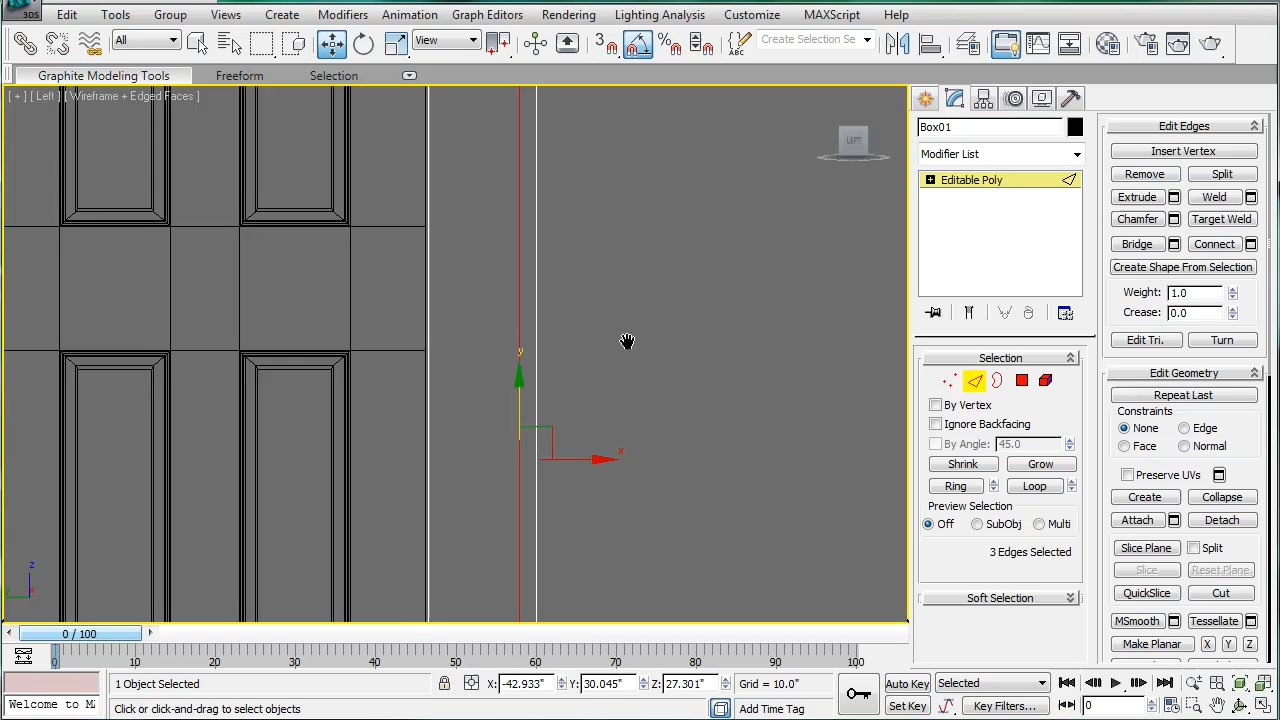 3DS Edit Tools Group Views Create Modifiers Animation Graph Editors Rendering Lighting Analysis Customize MAXScript Help
All View 3 % ABC Create Selection Se
Graphite Modeling Tools Freeform Selection
[ + ] [ Left ] [ Wireframe + Edged Faces ]
LEFT
y
x
z
y x
Box01
Modifier List
Editable Poly
Selection
By Vertex
Ignore Backfacing
By Angle: 45.0
Shrink Grow
Ring Loop
Preview Selection
Off SubObj Multi
3 Edges Selected
Soft Selection
Edit Edges
Insert Vertex
Remove Split
Extrude Weld
Chamfer Target Weld
Bridge Connect
Create Shape From Selection
Weight: 1.0
Crease: 0.0
Edit Tri. Turn
Edit Geometry
Repeat Last
Constraints
None Edge
Face Normal
Preserve UVs
Create Collapse
Attach Detach
Slice Plane Split
Slice Reset Plane
QuickSlice Cut
MSmooth Tessellate
Make Planar X Y Z
0 / 100
0 10 20 30 40 50 60 70 80 90 100
1 Object Selected X: -42.933" Y: 30.045" Z: 27.301" Grid = 10.0" Auto Key Selected
Welcome to M Click or click-and-drag to select objects Add Time Tag Set Key Key Filters... 0